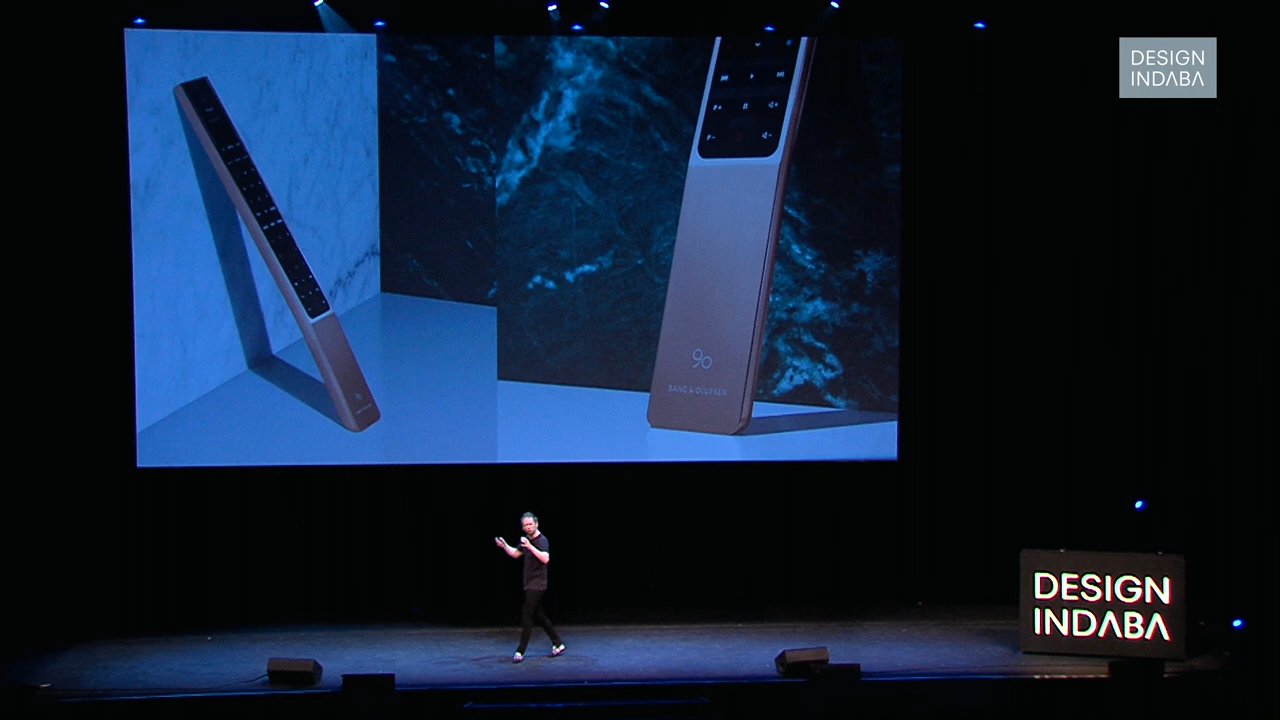 DESIGN
INDABA
P+
P-
90
BANG & OLUFSEN
DESIGN
INDABA